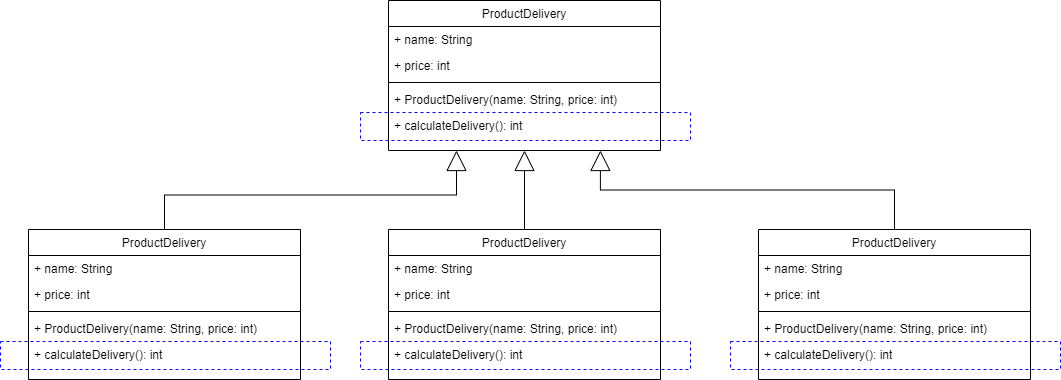 ProductDelivery
+ name: String
+ price: int
+ ProductDelivery(name: String, price: int)
+ calculateDelivery(): int
ProductDelivery
+ name: String
+ price: int
+ ProductDelivery(name: String, price: int)
+ calculateDelivery(): int
ProductDelivery
+ name: String
+ price: int
+ ProductDelivery(name: String, price: int)
+ calculateDelivery(): int
ProductDelivery
+ name: String
+ price: int
+ ProductDelivery(name: String, price: int)
+ calculateDelivery(): int